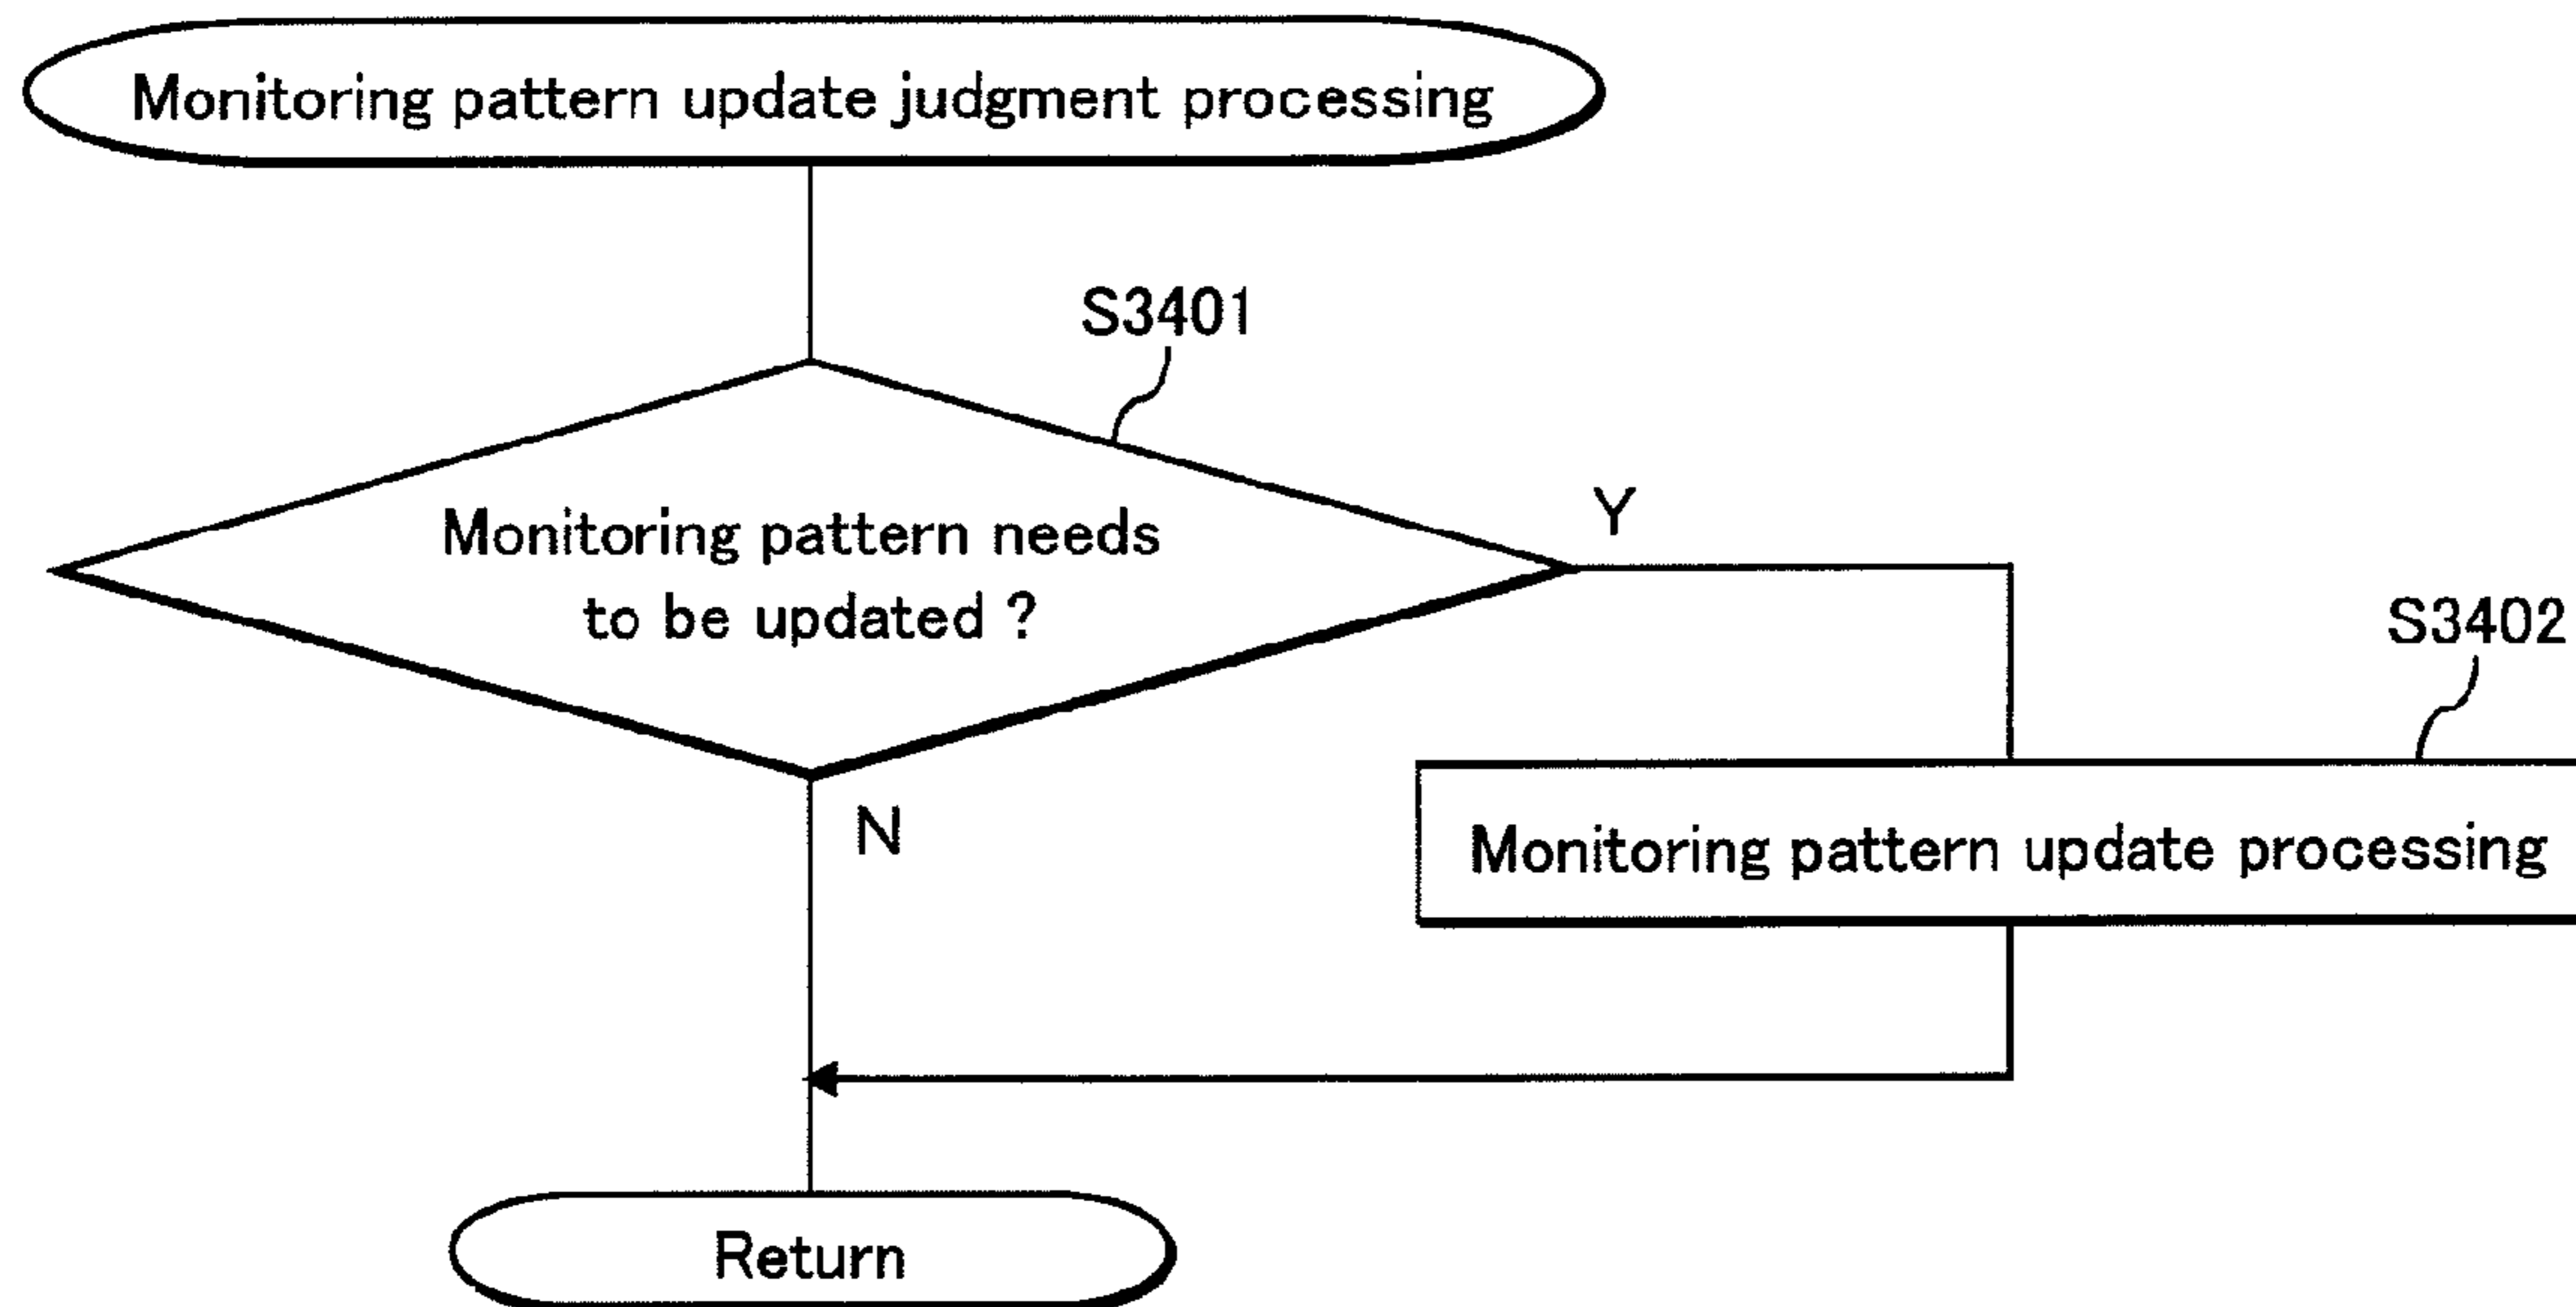 Monitoring pattern update judgment processing
S3401
Monitoring pattern needs
to be updated ?
Y
S3402
Monitoring pattern update processing
N
Return